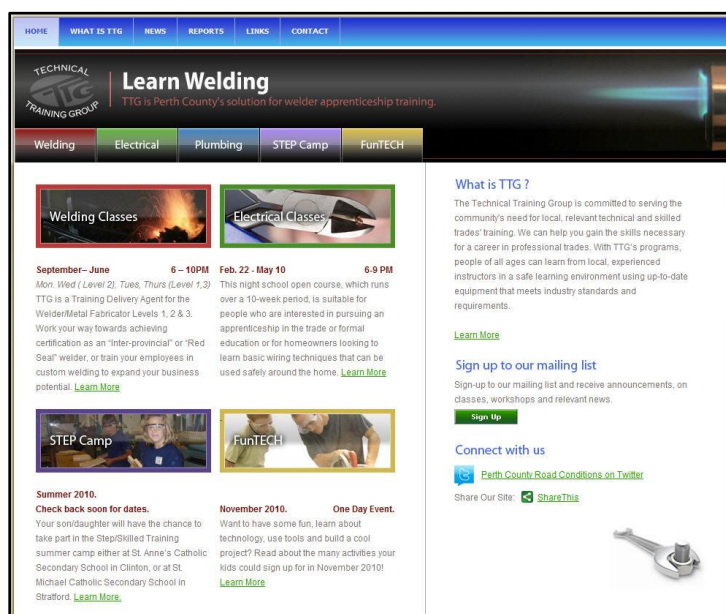 HOME WHAT IS TTG NEWS REPORTS LINKS CONTACT
TECHNICAL
TTG
TRAINING GROUP
Learn Welding
TTG is Perth County's solution for welder apprenticeship training.
Welding Electrical Plumbing STEP Camp FunTECH
Welding Classes
September– June 6 – 10PM
Mon. Wed ( Level 2), Tues, Thurs (Level 1,3)
TTG is a Training Delivery Agent for the
Welder/Metal Fabricator Levels 1, 2 & 3.
Work your way towards achieving
certification as an “Inter-provincial” or “Red
Seal” welder, or train your employees in
custom welding to expand your business
potential. Learn More
Electrical Classes
Feb. 22 - May 10 6-9 PM
This night school open course, which runs
over a 10-week period, is suitable for
people who are interested in pursuing an
apprenticeship in the trade or formal
education or for homeowners looking to
learn basic wiring techniques that can be
used safely around the home. Learn More
STEP Camp
Summer 2010.
Check back soon for dates.
Your son/daughter will have the chance to
take part in the Step/Skilled Training
summer camp either at St. Anne's Catholic
Secondary School in Clinton, or at St.
Michael Catholic Secondary School in
Stratford. Learn More.
FunTECH
November 2010. One Day Event.
Want to have some fun, learn about
technology, use tools and build a cool
project? Read about the many activities your
kids could sign up for in November 2010!
Learn More
What is TTG ?
The Technical Training Group is committed to serving the
community's need for local, relevant technical and skilled
trades' training. We can help you gain the skills necessary
for a career in professional trades. With TTG's programs,
people of all ages can learn from local, experienced
instructors in a safe learning environment using up-to-date
equipment that meets industry standards and
requirements.
Learn More
Sign up to our mailing list
Sign-up to our mailing list and receive announcements, on
classes, workshops and relevant news.
Sign Up
Connect with us
Perth County Road Conditions on Twitter
Share Our Site: ShareThis